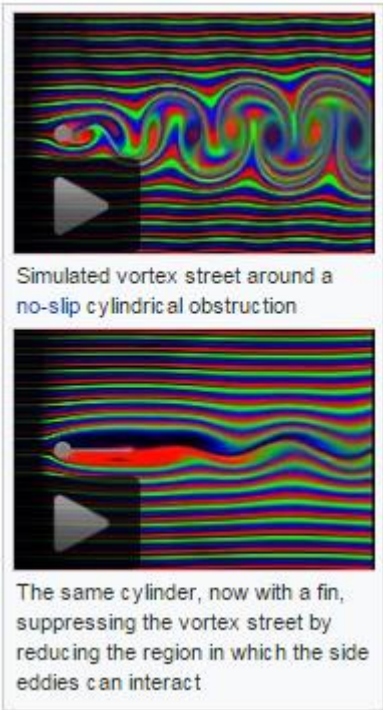 Simulated vortex street around a
no-slip cylindrical obstruction
The same cylinder, now with a fin,
suppressing the vortex street by
reducing the region in which the side
eddies can interact